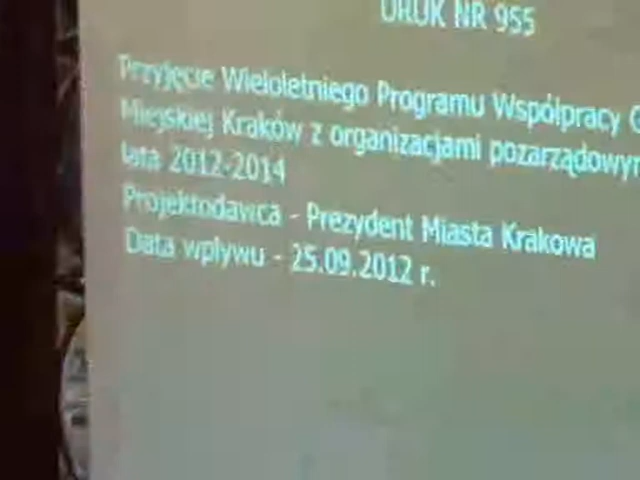 DRUK NR 955
Przyjęcie Wieloletniego Programu Współpracy
Miejskiej Kraków z organizacjami pozarządowym
lata 2012-2014
Projektodawca - Prezydent Miasta Krakowa
Data wpływu - 25.09.2012 r.